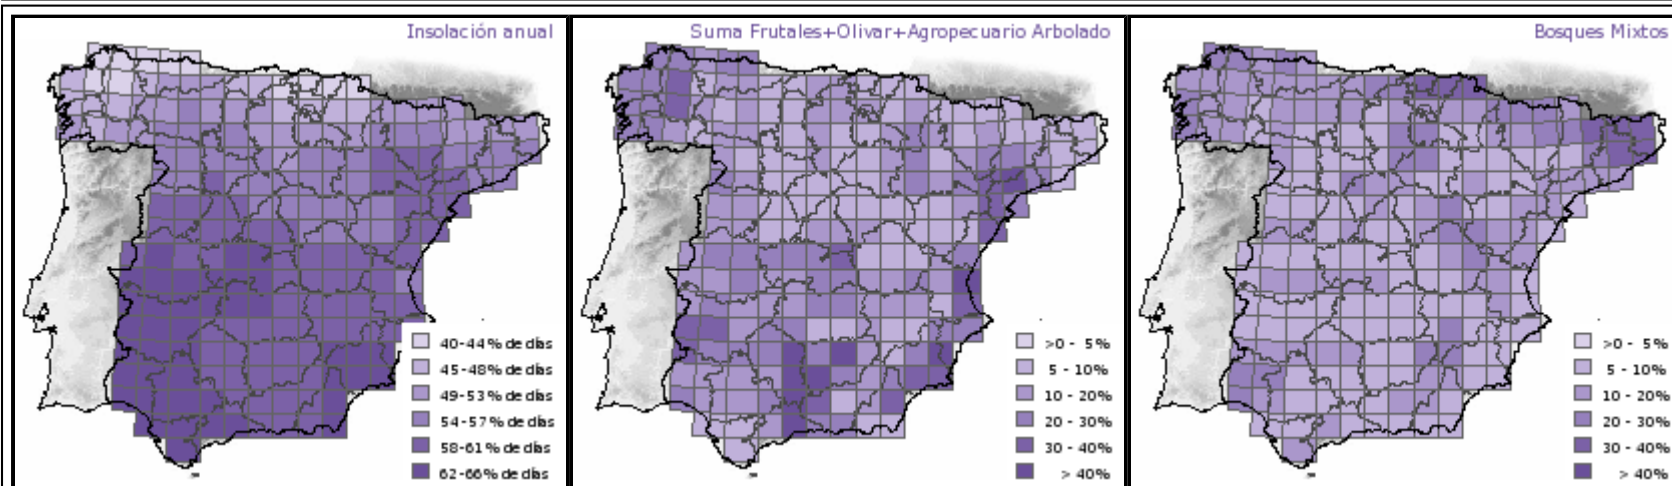 Insolación anual
40-44% de días
45-48% de días
49-53% de días
54-57% de días
58-61% de días
62-66% de días
Suma Frutales+Olivar+Agropecuario Arbolado
>0 - 5%
5 - 10%
10 - 20%
20 - 30%
30 - 40%
> 40%
Bosques Mixtos
>0 - 5%
5 - 10%
10 - 20%
20 - 30%
30 - 40%
> 40%